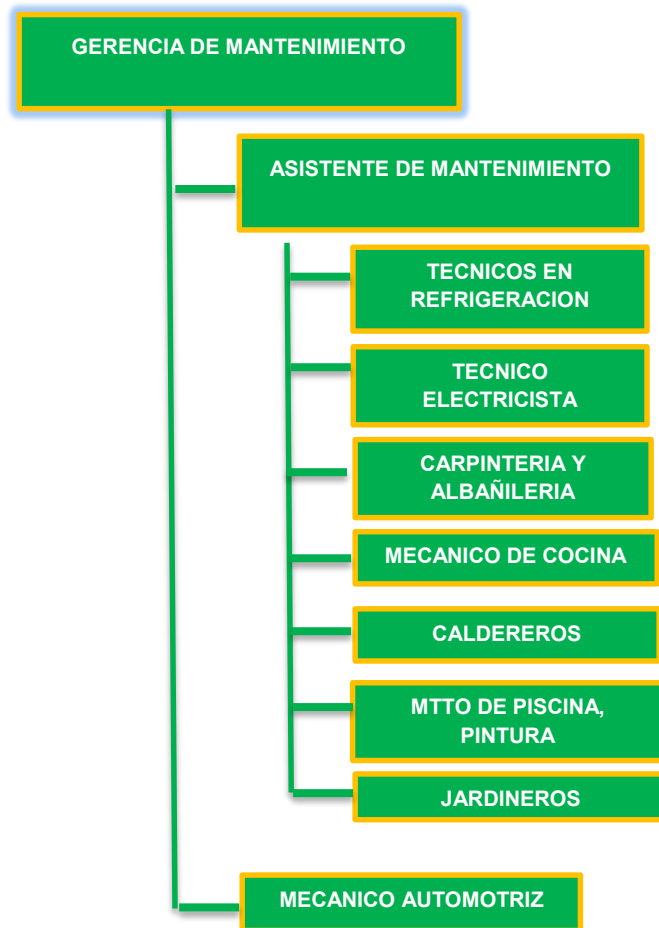 GERENCIA DE MANTENIMIENTO
ASISTENTE DE MANTENIMIENTO
TECNICOS EN
REFRIGERACION
TECNICO
ELECTRICISTA
CARPINTERIA Y
ALBAÑILERIA
MECANICO DE COCINA
CALDEREROS
MTTO DE PISCINA,
PINTURA
JARDINEROS
MECANICO AUTOMOTRIZ